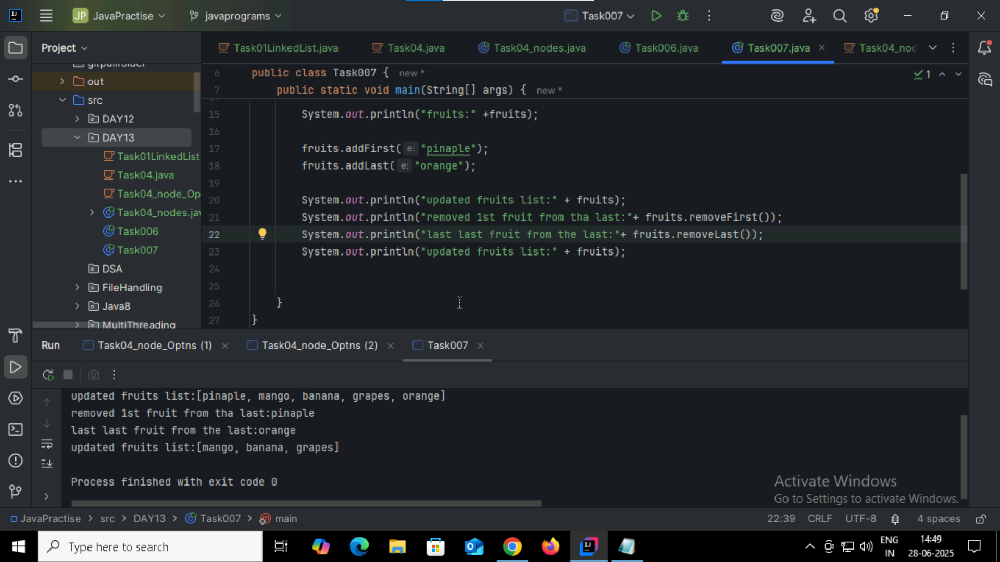 JP JavaPractise javaprograms Task007
Project Task01LinkedList.java Task04.java Task04_nodes.java Task006.java Task007.java Task04_nod
gitpullfolder
out
src
DAY12
DAY13
Task01LinkedList
Task04.java
Task04_node_Op
Task04_nodes.jav
Task006
Task007
DSA
FileHandling
Java8
MultiThreading
6 public class Task007 { new *
7 public static void main(String[] args) { new *
15 System.out.println("fruits:" +fruits);
16
17 fruits.addFirst( e: "pinaple");
18 fruits.addLast( e: "orange");
19
20 System.out.println("updated fruits list:" + fruits);
21 System.out.println("removed 1st fruit from tha last:"+ fruits.removeFirst());
22 System.out.println("last last fruit from the last:"+ fruits.removeLast());
23 System.out.println("updated fruits list:" + fruits);
24
25
26 }
27 }
1
Run Task04_node_Optns (1) Task04_node_Optns (2) Task007
updated fruits list:[pinaple, mango, banana, grapes, orange]
removed 1st fruit from tha last:pinaple
last last fruit from the last:orange
updated fruits list:[mango, banana, grapes]
Process finished with exit code 0
Activate Windows
Go to Settings to activate Windows.
JavaPractise > src > DAY13 > Task007 > main 22:39 CRLF UTF-8 4 spaces
Type here to search
ENG
IN
14:49
28-06-2025